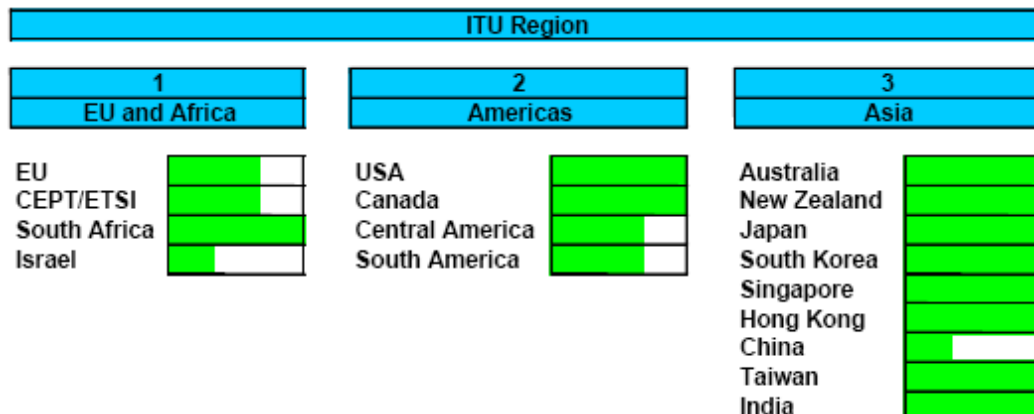 ITU Region
1
EU and Africa
2
Americas
3
Asia
EU
CEPT/ETSI
South Africa
Israel
USA
Canada
Central America
South America
Australia
New Zealand
Japan
South Korea
Singapore
Hong Kong
China
Taiwan
India